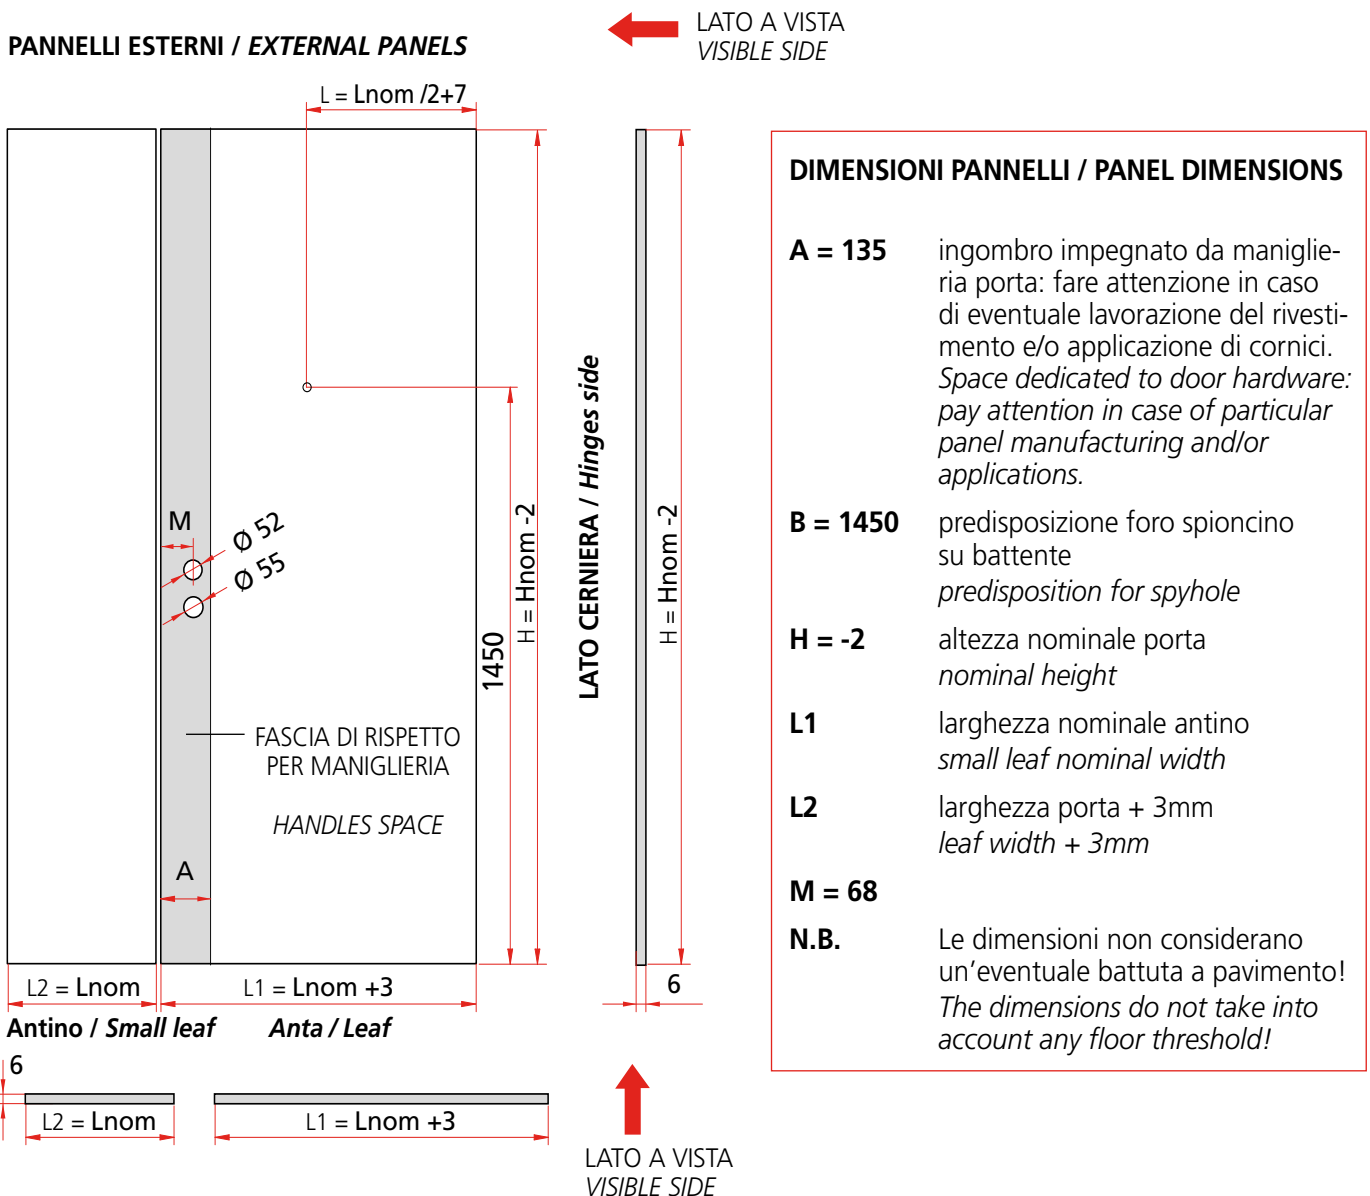 LATO A VISTA
VISIBLE SIDE
PANNELLI ESTERNI / EXTERNAL PANELS
L = Lnom /2+7
M
Ø 52
Ø 55
1450
H = Hnom -2
LATO CERNIERA / Hinges side
H = Hnom -2
FASCIA DI RISPETTO
PER MANIGLIERIA
HANDLES SPACE
A
L2 = Lnom
L1 = Lnom +3
6
Antino / Small leaf
Anta / Leaf
6
L2 = Lnom
L1 = Lnom +3
LATO A VISTA
VISIBLE SIDE
DIMENSIONI PANNELLI / PANEL DIMENSIONS
A = 135 ingombro impegnato da maniglie-
ria porta: fare attenzione in caso
di eventuale lavorazione del rivesti-
mento e/o applicazione di cornici.
Space dedicated to door hardware:
pay attention in case of particular
panel manufacturing and/or
applications.
B = 1450 predisposizione foro spioncino
su battente
predisposition for spyhole
H = -2 altezza nominale porta
nominal height
L1 larghezza nominale antino
small leaf nominal width
L2 larghezza porta + 3mm
leaf width + 3mm
M = 68
N.B. Le dimensioni non considerano
un’eventuale battuta a pavimento!
The dimensions do not take into
account any floor threshold!